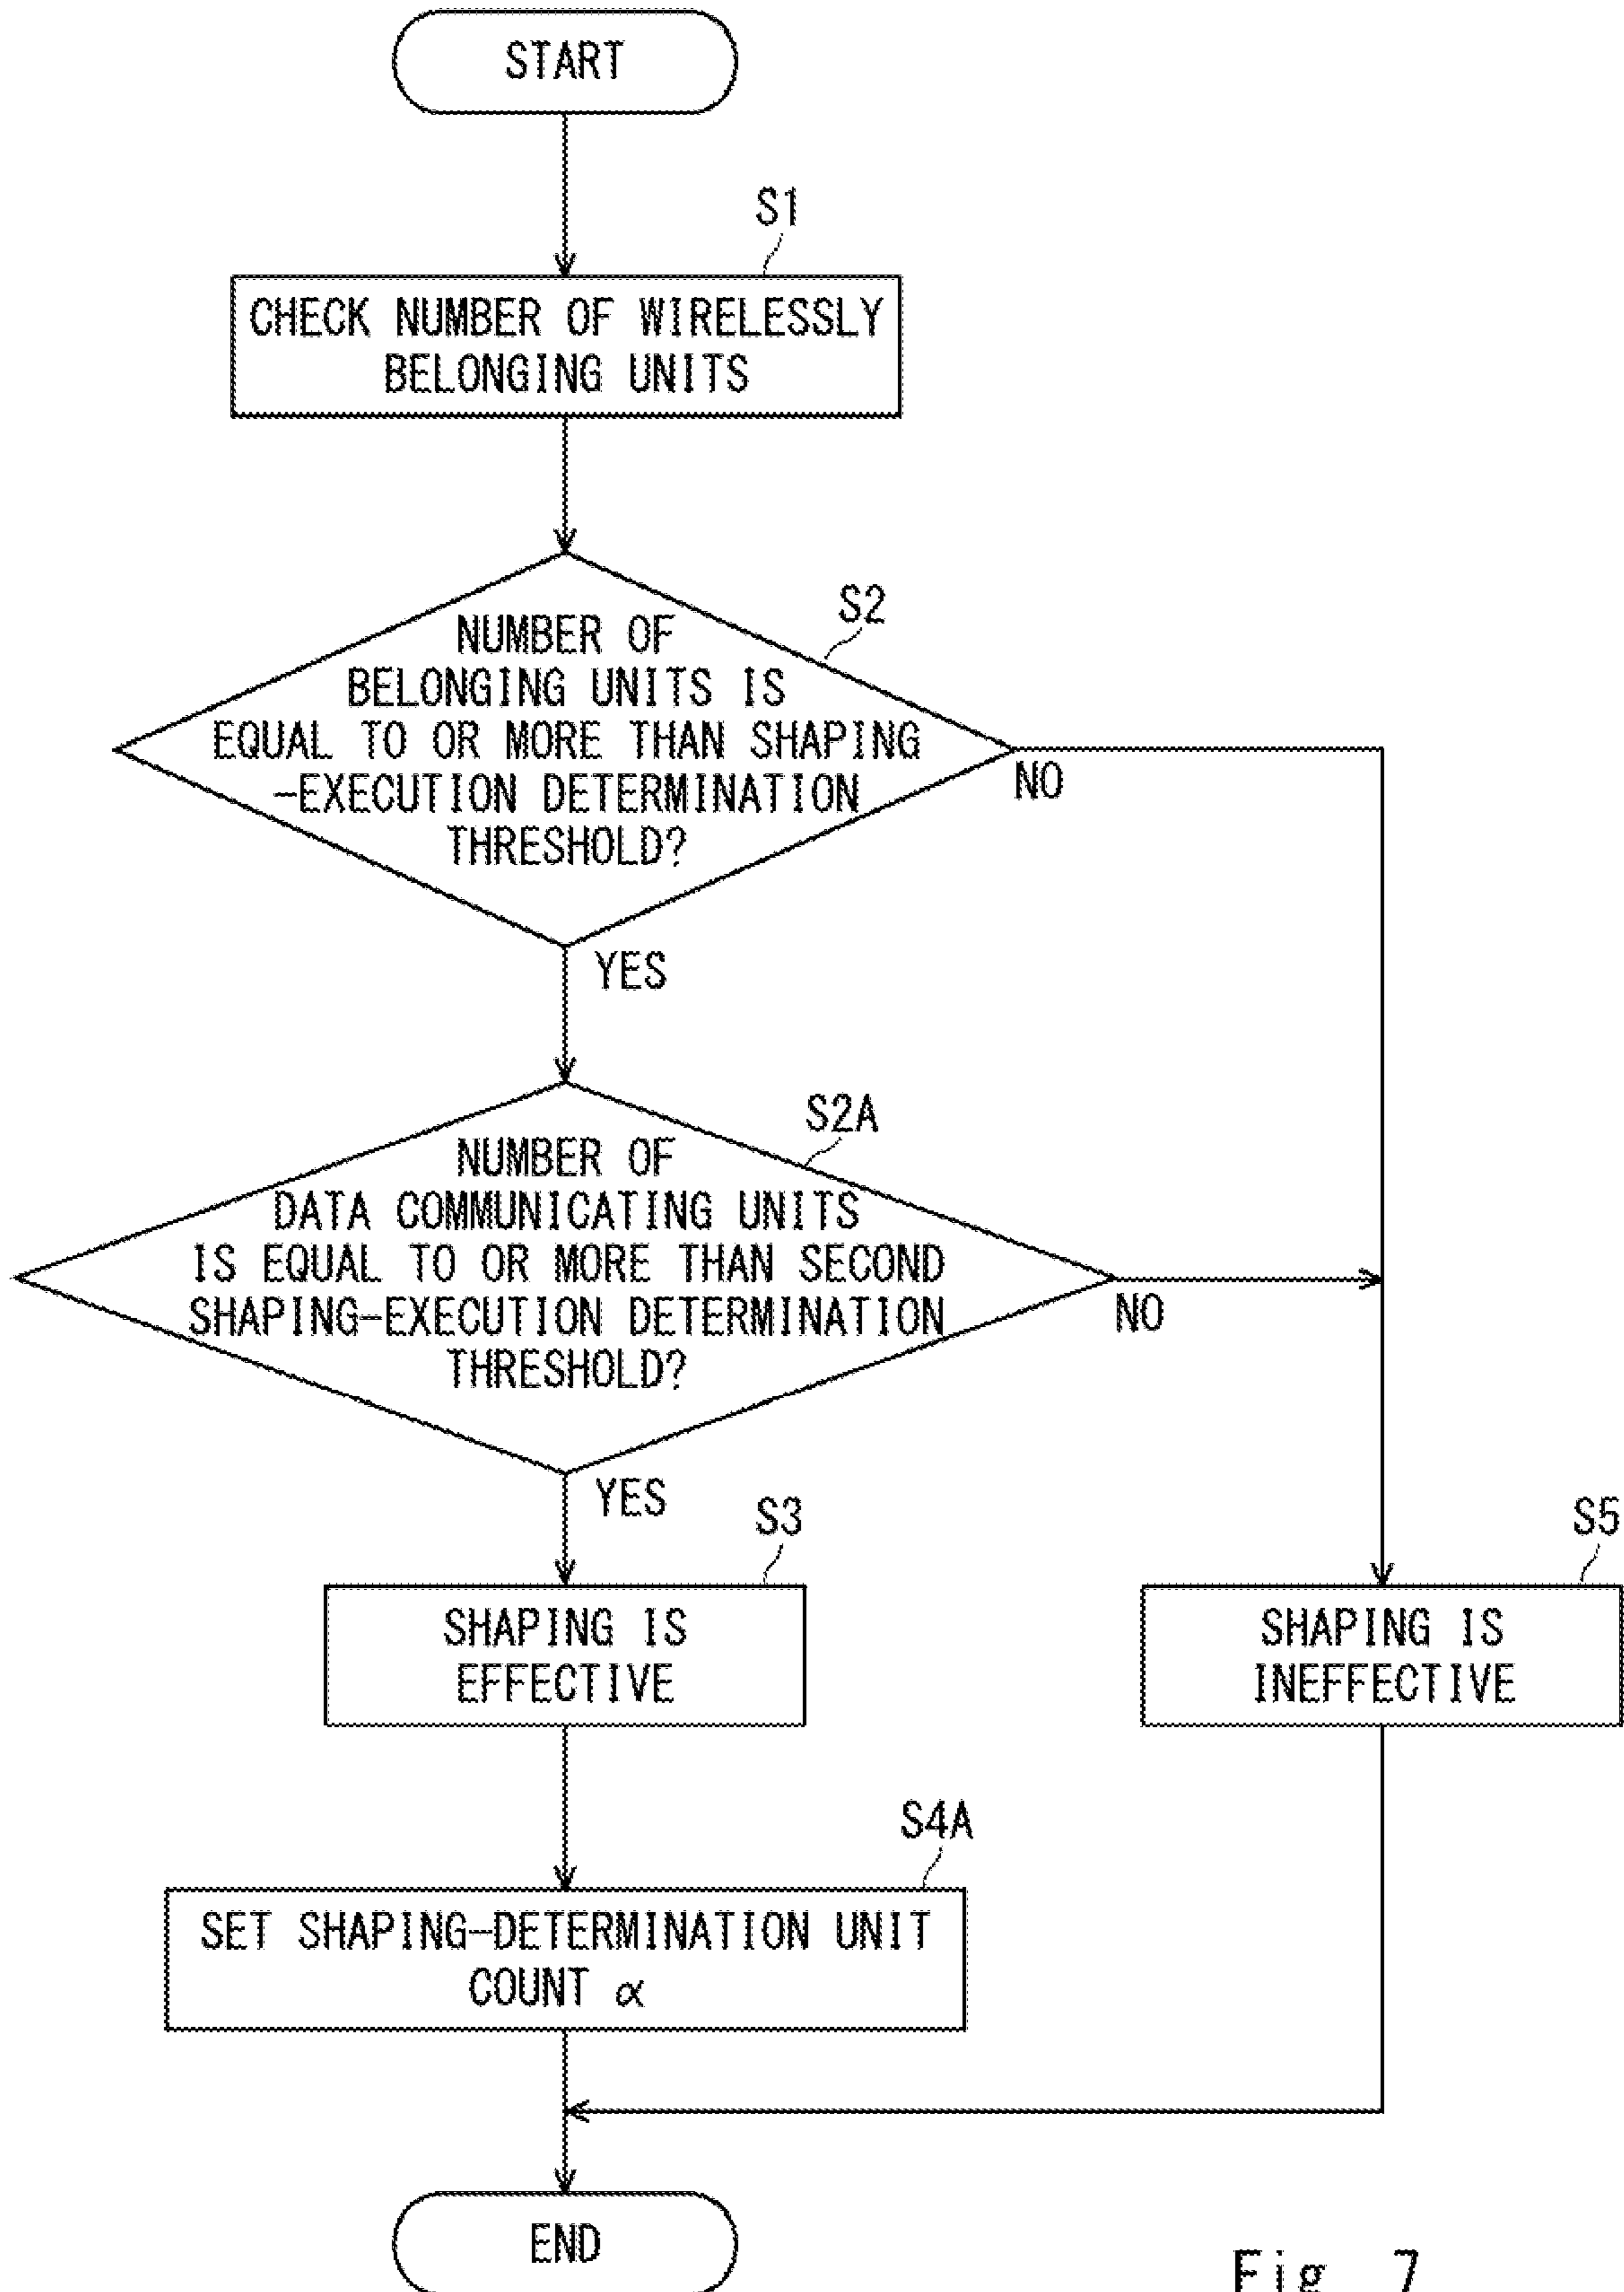 START
S1
CHECK NUMBER OF WIRELESSLY
BELONGING UNITS
S2
NUMBER OF
BELONGING UNITS IS
EQUAL TO OR MORE THAN SHAPING
-EXECUTION DETERMINATION
THRESHOLD?
NO
YES
S2A
NUMBER OF
DATA COMMUNICATING UNITS
IS EQUAL TO OR MORE THAN SECOND
SHAPING-EXECUTION DETERMINATION
THRESHOLD?
NO
YES
S3
SHAPING IS
EFFECTIVE
S5
SHAPING IS
INEFFECTIVE
S4A
SET SHAPING-DETERMINATION UNIT
COUNT α
END
Fig. 7